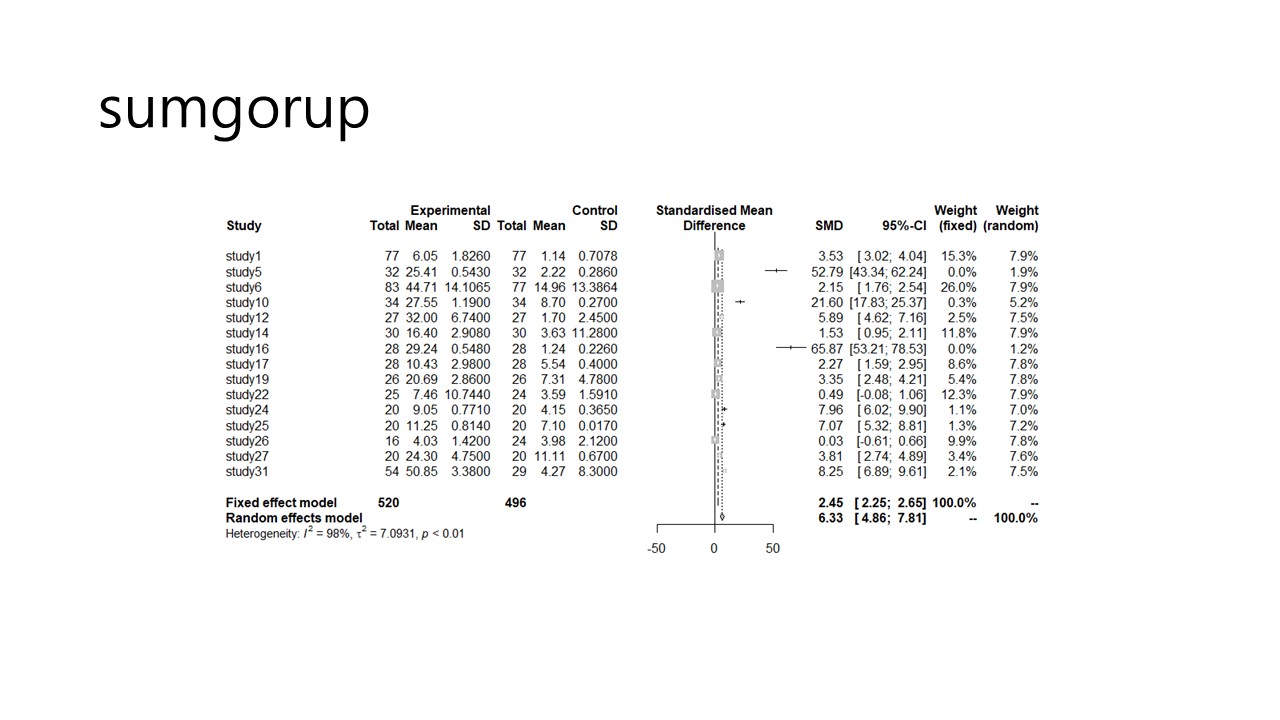 sumgorup
Experimental Control Standardised Mean Weight Weight
Study Total Mean SD Total Mean SD Difference SMD 95%-CI (fixed) (random)
study1 77 6.05 1.8260 77 1.14 0.7078 3.53 [ 3.02; 4.04] 15.3% 7.9%
study5 32 25.41 0.5430 32 2.22 0.2860 52.79 [43.34; 62.24] 0.0% 1.9%
study6 83 44.71 14.1065 77 14.96 13.3864 2.15 [ 1.76; 2.54] 26.0% 7.9%
study10 34 27.55 1.1900 34 8.70 0.2700 21.60 [17.83; 25.37] 0.3% 5.2%
study12 27 32.00 6.7400 27 1.70 2.4500 5.89 [ 4.62; 7.16] 2.5% 7.5%
study14 30 16.40 2.9080 30 3.63 11.2800 1.53 [ 0.95; 2.11] 11.8% 7.9%
study16 28 29.24 0.5480 28 1.24 0.2260 65.87 [53.21; 78.53] 0.0% 1.2%
study17 28 10.43 2.9800 28 5.54 0.4000 2.27 [ 1.59; 2.95] 8.6% 7.8%
study19 26 20.69 2.8600 26 7.31 4.7800 3.35 [ 2.48; 4.21] 5.4% 7.8%
study22 25 7.46 10.7440 24 3.59 1.5910 0.49 [-0.08; 1.06] 12.3% 7.9%
study24 20 9.05 0.7710 20 4.15 0.3650 7.96 [ 6.02; 9.90] 1.1% 7.0%
study25 20 11.25 0.8140 20 7.10 0.0170 7.07 [ 5.32; 8.81] 1.3% 7.2%
study26 16 4.03 1.4200 24 3.98 2.1200 0.03 [-0.61; 0.66] 9.9% 7.8%
study27 20 24.30 4.7500 20 11.11 0.6700 3.81 [ 2.74; 4.89] 3.4% 7.6%
study31 54 50.85 3.3800 29 4.27 8.3000 8.25 [ 6.89; 9.61] 2.1% 7.5%
Fixed effect model 520 496 2.45 [ 2.25; 2.65] 100.0% --
Random effects model 6.33 [ 4.86; 7.81] -- 100.0%
Heterogeneity: I² = 98%, τ² = 7.0931, p < 0.01
-50 0 50